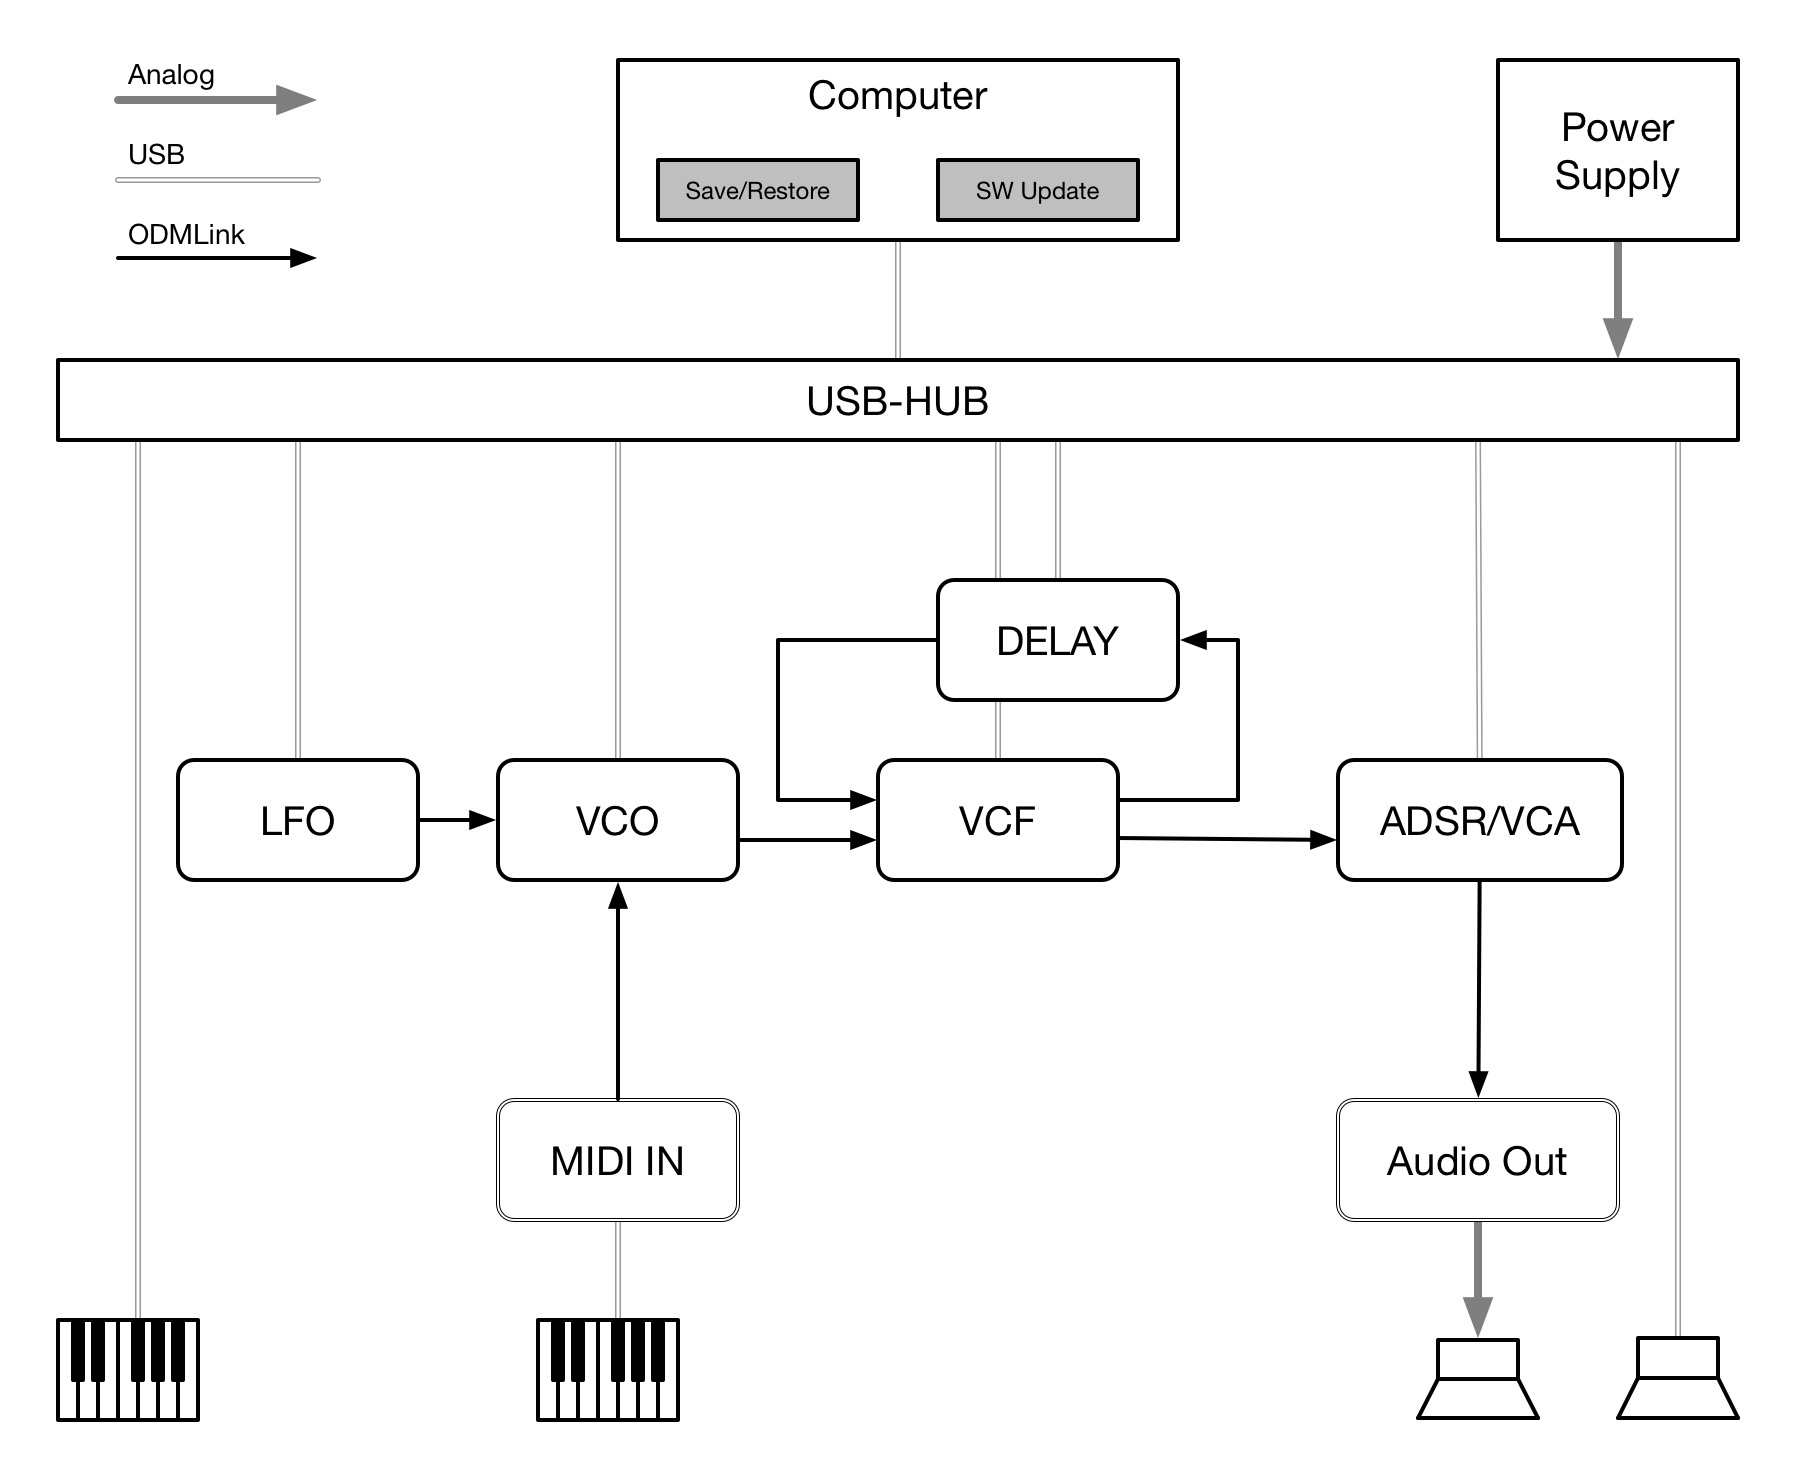 Analog
USB
ODMLink
Computer
Save/Restore
SW Update
Power
Supply
USB-HUB
DELAY
LFO
VCO
VCF
ADSR/VCA
MIDI IN
Audio Out